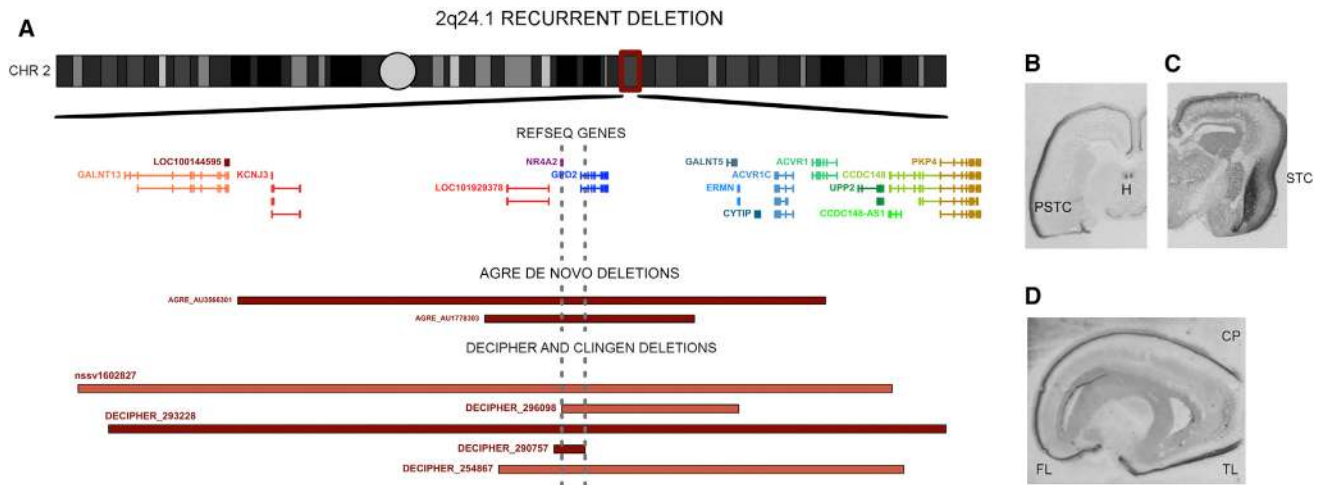 A
2q24.1 RECURRENT DELETION
CHR 2
REFSEQ GENES
LOC100144595
NR4A2
GALNT5
ACVR1
PKP4
GALNT13
KCNJ3
GPD2
ACVR1C
CCDC148
LOC101929378
ERMN
UPP2
CYTIP
CCDC148-AS1
AGRE DE NOVO DELETIONS
AGRE_AU3566301
AGRE_AU1778303
DECIPHER AND CLINGEN DELETIONS
nssv1602827
DECIPHER_296098
DECIPHER_293228
DECIPHER_290757
DECIPHER_254867
B
PSTC
H
C
STC
D
CP
FL
TL